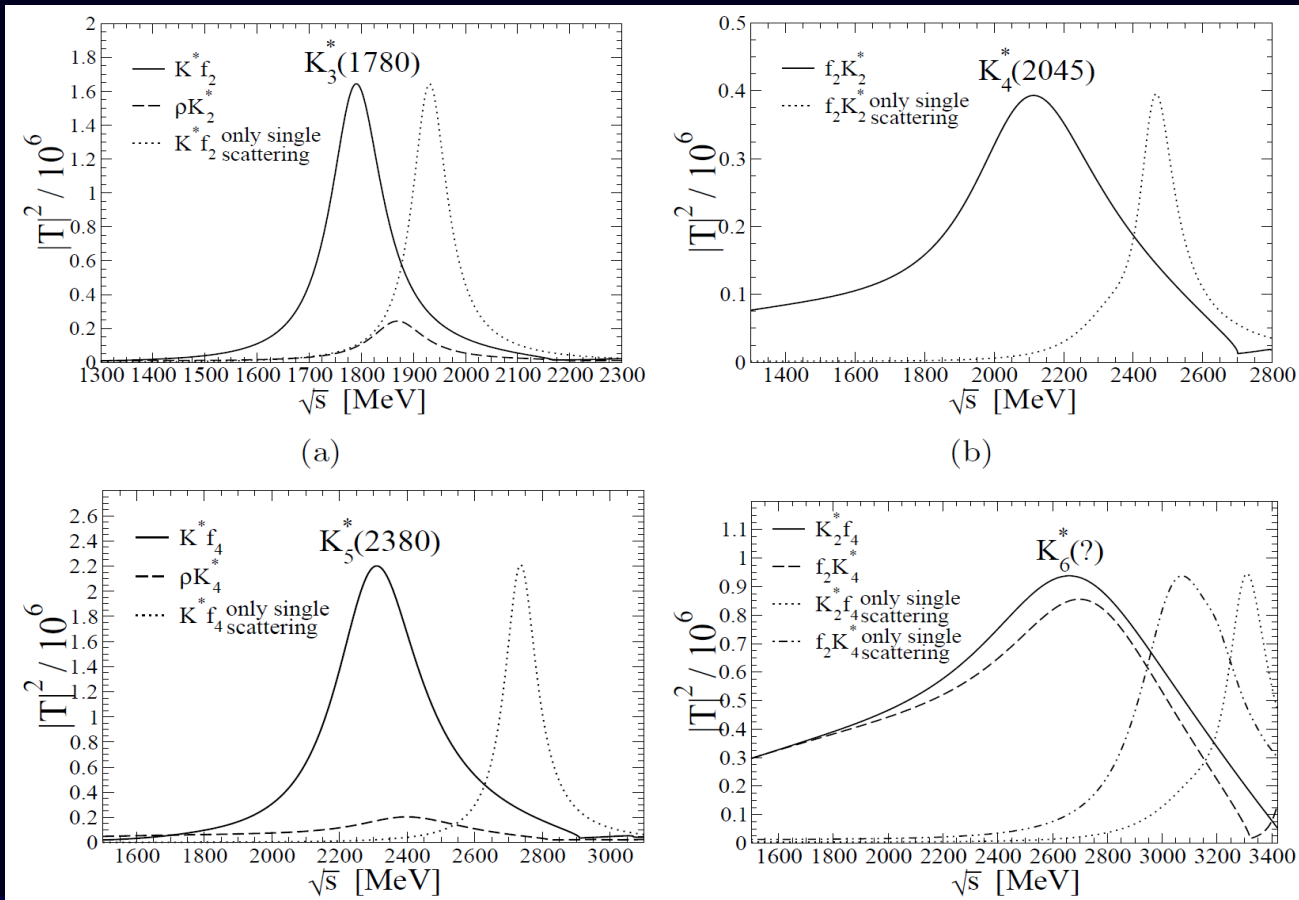 K*3(1780)
K* f2
ρK*2
K* f2 only single scattering
|T|² / 10⁶
2
1.8
1.6
1.4
1.2
1
0.8
0.6
0.4
0.2
0
1300 1400 1500 1600 1700 1800 1900 2000 2100 2200 2300
√s [MeV]
(a)
K*4(2045)
f2K*2
f2K*2 only single scattering
|T|² / 10⁶
0.5
0.4
0.3
0.2
0.1
0
1400 1600 1800 2000 2200 2400 2600 2800
√s [MeV]
(b)
K*5(2380)
K* f4
ρK*4
K* f4 only single scattering
|T|² / 10⁶
2.6
2.4
2.2
2
1.8
1.6
1.4
1.2
1
0.8
0.6
0.4
0.2
0
1600 1800 2000 2200 2400 2600 2800 3000
√s [MeV]
K*6(?)
K*2f4
f2K*4
K*2f4 only single scattering
f2K*4 only single scattering
|T|² / 10⁶
1.1
1
0.9
0.8
0.7
0.6
0.5
0.4
0.3
0.2
0.1
0
1600 1800 2000 2200 2400 2600 2800 3000 3200 3400
√s [MeV]